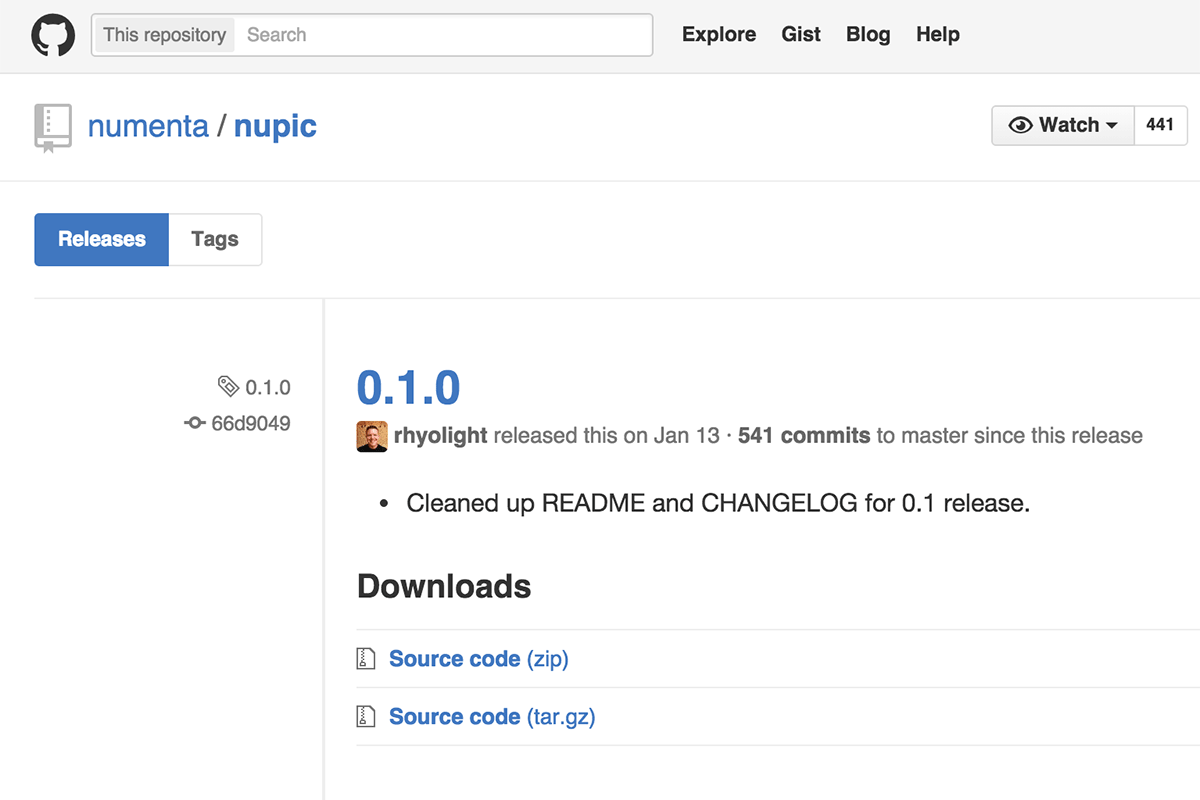 This repository Search Explore Gist Blog Help
numenta / nupic Watch 441
Releases Tags
0.1.0
66d9049
0.1.0
rhyolight released this on Jan 13 · 541 commits to master since this release
• Cleaned up README and CHANGELOG for 0.1 release.
Downloads
Source code (zip)
Source code (tar.gz)